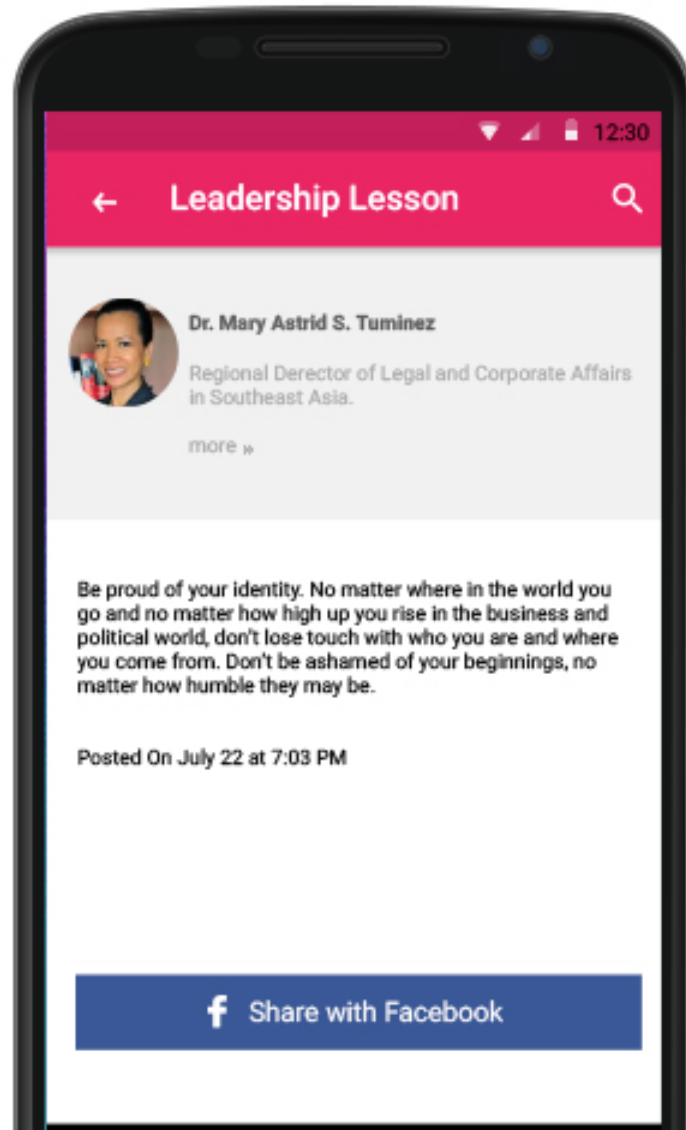 12:30
Leadership Lesson
Dr. Mary Astrid S. Tuminez
Regional Derector of Legal and Corporate Affairs
in Southeast Asia.
more »
Be proud of your identity. No matter where in the world you
go and no matter how high up you rise in the business and
political world, don't lose touch with who you are and where
you come from. Don't be ashamed of your beginnings, no
matter how humble they may be.
Posted On July 22 at 7:03 PM
f Share with Facebook